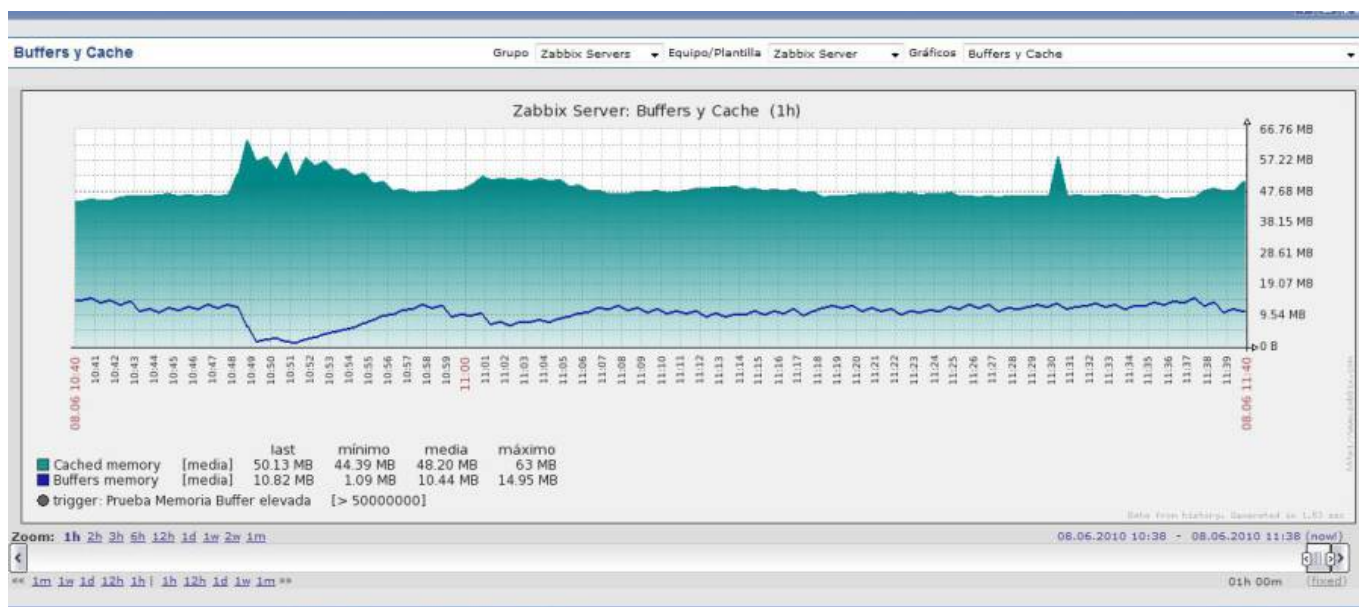 Buffers y Cache Grupo Zabbix Servers Equipo/Plantilla Zabbix Server Gráficos Buffers y Cache
Zabbix Server: Buffers y Cache (1h)
66.76 MB
57.22 MB
47.68 MB
38.15 MB
28.61 MB
19.07 MB
9.54 MB
0 B
08.06 10:40 10:41 10:42 10:43 10:44 10:45 10:46 10:47 10:48 10:49 10:50 10:51 10:52 10:53 10:54 10:55 10:56 10:57 10:58 10:59 11:00 11:01 11:02 11:03 11:04 11:05 11:06 11:07 11:08 11:09 11:10 11:11 11:12 11:13 11:14 11:15 11:16 11:17 11:18 11:19 11:20 11:21 11:22 11:23 11:24 11:25 11:26 11:27 11:28 11:29 11:30 11:31 11:32 11:33 11:34 11:35 11:36 11:37 11:38 11:39 08.06 11:40
last mínimo media máximo
Cached memory [media] 50.13 MB 44.39 MB 48.20 MB 63 MB
Buffers memory [media] 10.82 MB 1.09 MB 10.44 MB 14.95 MB
trigger: Prueba Memoria Buffer elevada [> 50000000]
Data from history. Generated in 1.83 sec
Zoom: 1h 2h 3h 6h 12h 1d 1w 2w 1m 08.06.2010 10:38 - 08.06.2010 11:38 (now!)
«« 1m 1w 1d 12h 1h | 1h 12h 1d 1w 1m »» 01h 00m (fixed)